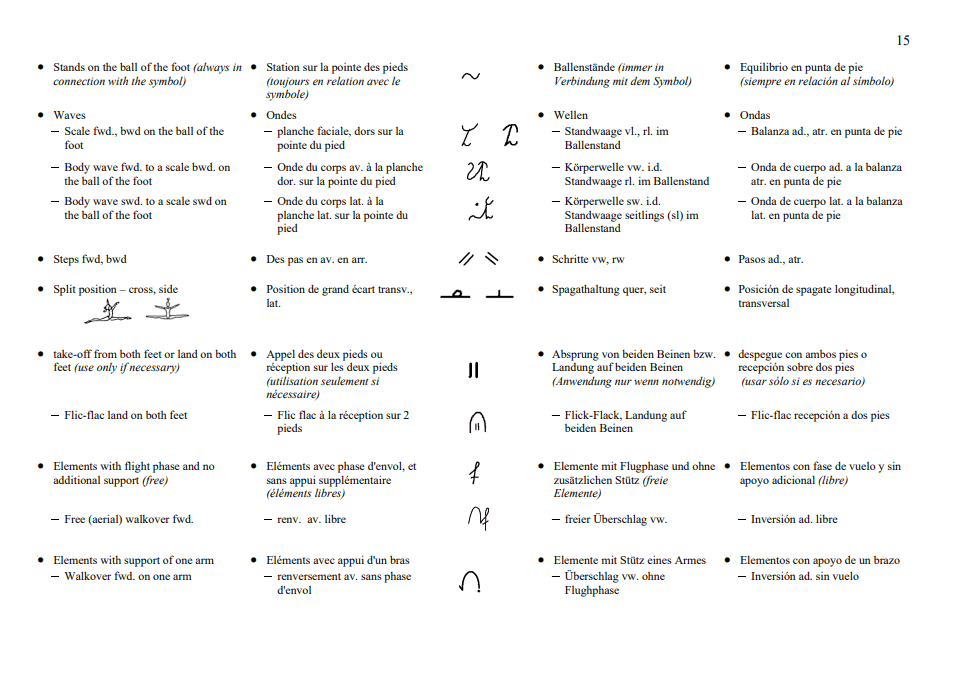 15
• Stands on the ball of the foot (always in
connection with the symbol)
• Station sur la pointe des pieds
(toujours en relation avec le
symbole)
• Ballenstände (immer in
Verbindung mit dem Symbol)
• Equilibrio en punta de pie
(siempre en relación al símbolo)
• Waves
– Scale fwd., bwd on the ball of the
foot
• Ondes
– planche faciale, dors sur la
pointe du pied
• Wellen
– Standwaage vl., rl. im
Ballenstand
• Ondas
– Balanza ad., atr. en punta de pie
– Body wave fwd. to a scale bwd. on
the ball of the foot
– Onde du corps av. à la planche
dor. sur la pointe du pied
– Körperwelle vw. i.d.
Standwaage rl. im Ballenstand
– Onda de cuerpo ad. a la balanza
atr. en punta de pie
– Body wave swd. to a scale swd on
the ball of the foot
– Onde du corps lat. à la
planche lat. sur la pointe du
pied
– Körperwelle sw. i.d.
Standwaage seitlings (sl) im
Ballenstand
– Onda de cuerpo lat. a la balanza
lat. en punta de pie
• Steps fwd, bwd
• Des pas en av. en arr.
• Schritte vw, rw
• Pasos ad., atr.
• Split position – cross, side
• Position de grand écart transv.,
lat.
• Spagathaltung quer, seit
• Posición de spagate longitudinal,
transversal
• take-off from both feet or land on both
feet (use only if necessary)
• Appel des deux pieds ou
réception sur les deux pieds
(utilisation seulement si
nécessaire)
• Absprung von beiden Beinen bzw.
Landung auf beiden Beinen
(Anwendung nur wenn notwendig)
• despegue con ambos pies o
recepción sobre dos pies
(usar sólo si es necesario)
– Flic-flac land on both feet
– Flic flac à la réception sur 2
pieds
– Flick-Flack, Landung auf
beiden Beinen
– Flic-flac recepción a dos pies
• Elements with flight phase and no
additional support (free)
• Eléments avec phase d'envol, et
sans appui supplémentaire
(éléments libres)
• Elemente mit Flugphase und ohne
zusätzlichen Stütz (freie
Elemente)
• Elementos con fase de vuelo y sin
apoyo adicional (libre)
– Free (aerial) walkover fwd.
– renv. av. libre
– freier Überschlag vw.
– Inversión ad. libre
• Elements with support of one arm
– Walkover fwd. on one arm
• Eléments avec appui d'un bras
– renversement av. sans phase
d'envol
• Elemente mit Stütz eines Armes
– Überschlag vw. ohne
Flughphase
• Elementos con apoyo de un brazo
– Inversión ad. sin vuelo